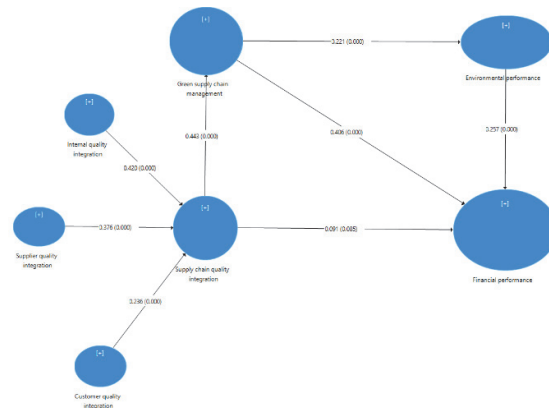 [+]
[+]
0.221 (0.000)
Green supply chain
management
Environmental performance
[+]
0.443 (0.000)
0.406 (0.000)
0.257 (0.000)
Internal quality
integration
0.420 (0.000)
[+]
[+]
[+]
0.376 (0.000)
0.091 (0.085)
Supplier quality
integration
Supply chain quality
integration
Financial performance
0.236 (0.000)
[+]
Customer quality
integration